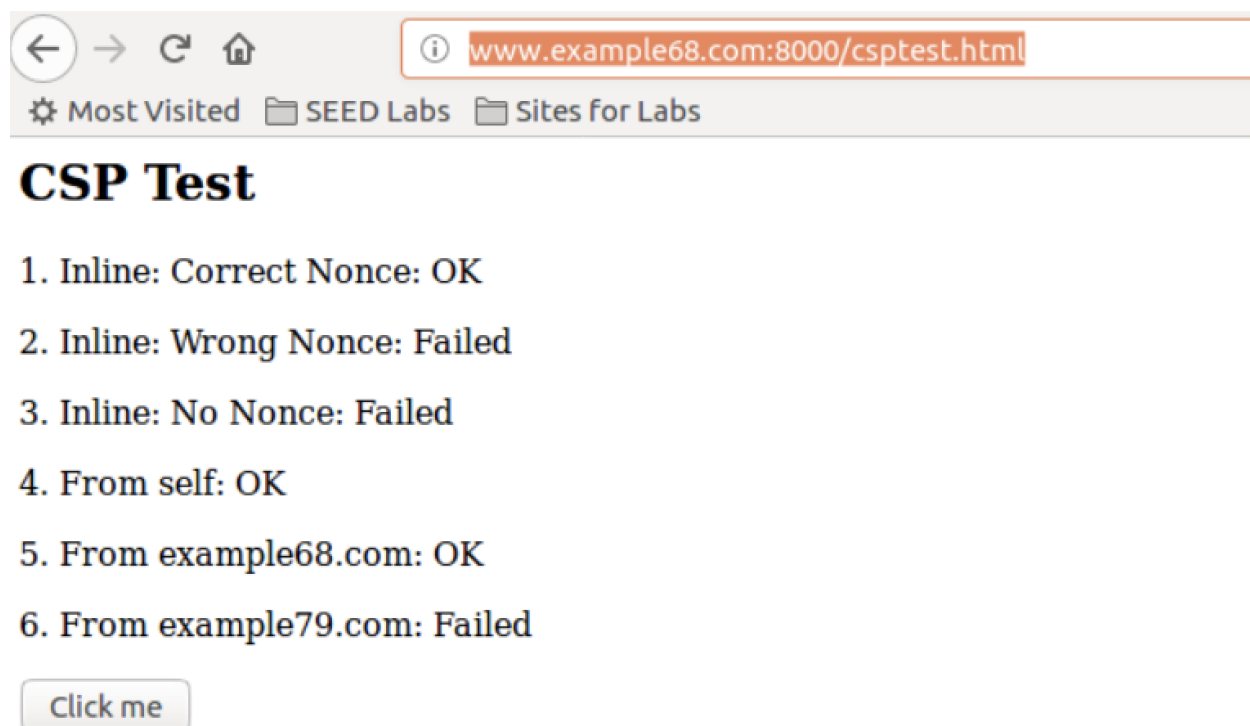 www.example68.com:8000/csptest.html
Most Visited SEED Labs Sites for Labs
CSP Test
1. Inline: Correct Nonce: OK
2. Inline: Wrong Nonce: Failed
3. Inline: No Nonce: Failed
4. From self: OK
5. From example68.com: OK
6. From example79.com: Failed
Click me